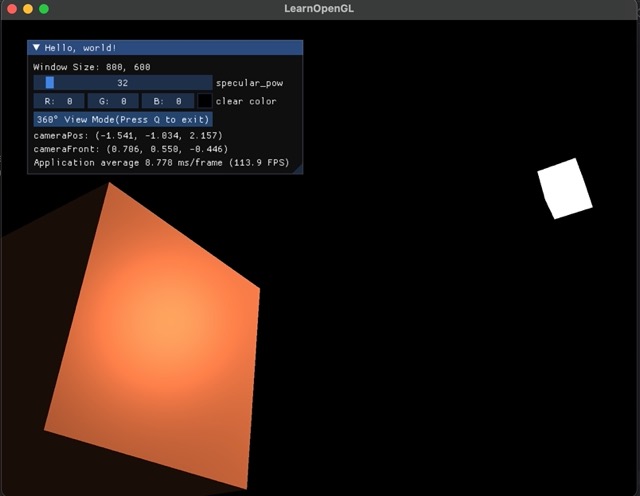 LearnOpenGL
Hello, world!
Window Size: 800, 600
32 specular_pow
R: 0 G: 0 B: 0 clear color
360° View Mode(Press Q to exit)
cameraPos: (-1.541, -1.034, 2.157)
cameraFront: (0.706, 0.550, -0.446)
Application average 8.778 ms/frame (113.9 FPS)